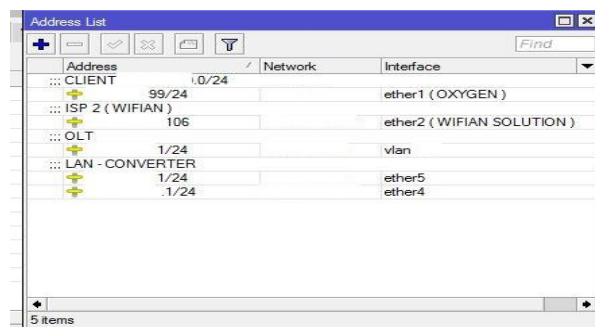 Address List
Find
Address Network Interface
::: CLIENT .0/24
99/24 ether1 ( OXYGEN )
::: ISP 2 ( WIFIAN )
106 ether2 ( WIFIAN SOLUTION )
::: OLT
1/24 vlan
::: LAN - CONVERTER
1/24 ether5
.1/24 ether4
5 items